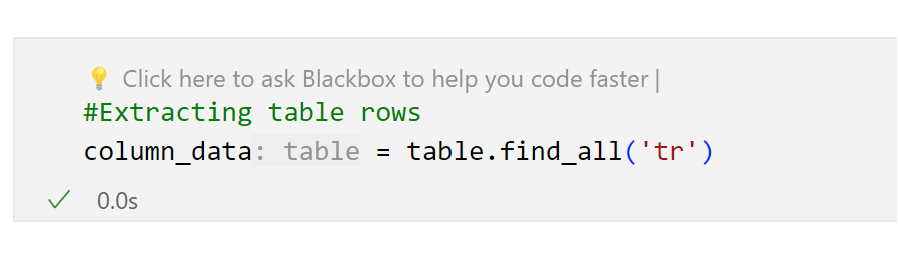 💡 Click here to ask Blackbox to help you code faster |
#Extracting table rows
column_data: table = table.find_all('tr')
✓ 0.0s